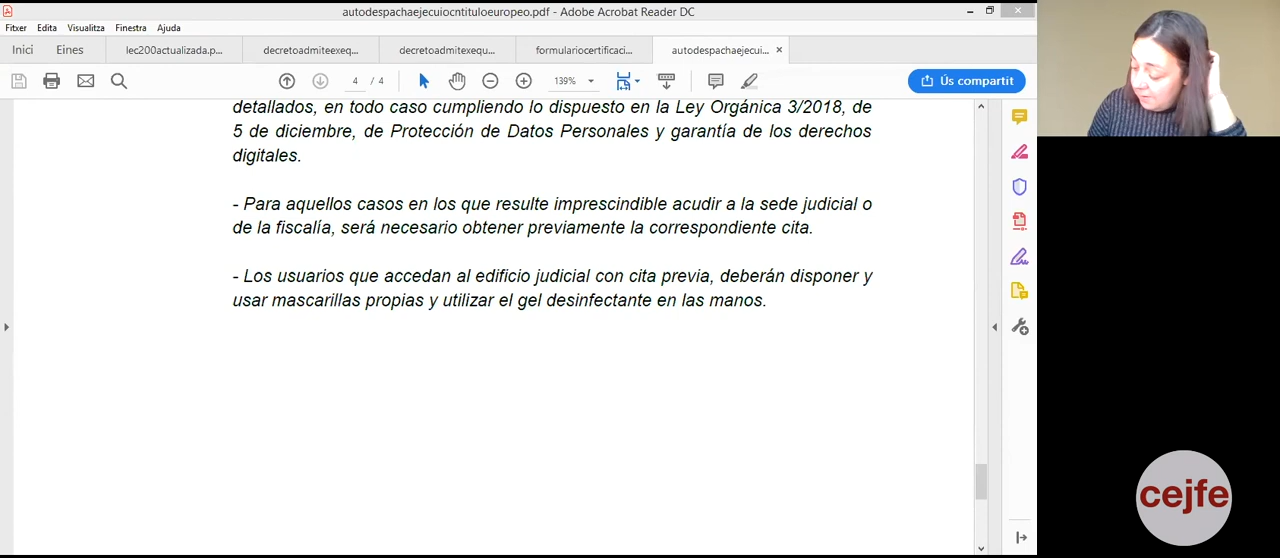 autodespachaejecuiocntituloeuropeo.pdf - Adobe Acrobat Reader DC
Fitxer Edita Visualitza Finestra Ajuda
Inici Eines lec200actualizada.p... decretoadmiteexeq... decretoadmitexequ... formulariocertificaci... autodespachaejecui...
4 / 4 139% Ús compartit
detallados, en todo caso cumpliendo lo dispuesto en la Ley Orgánica 3/2018, de
5 de diciembre, de Protección de Datos Personales y garantía de los derechos
digitales.
- Para aquellos casos en los que resulte imprescindible acudir a la sede judicial o
de la fiscalía, será necesario obtener previamente la correspondiente cita.
- Los usuarios que accedan al edificio judicial con cita previa, deberán disponer y
usar mascarillas propias y utilizar el gel desinfectante en las manos.
cejfe